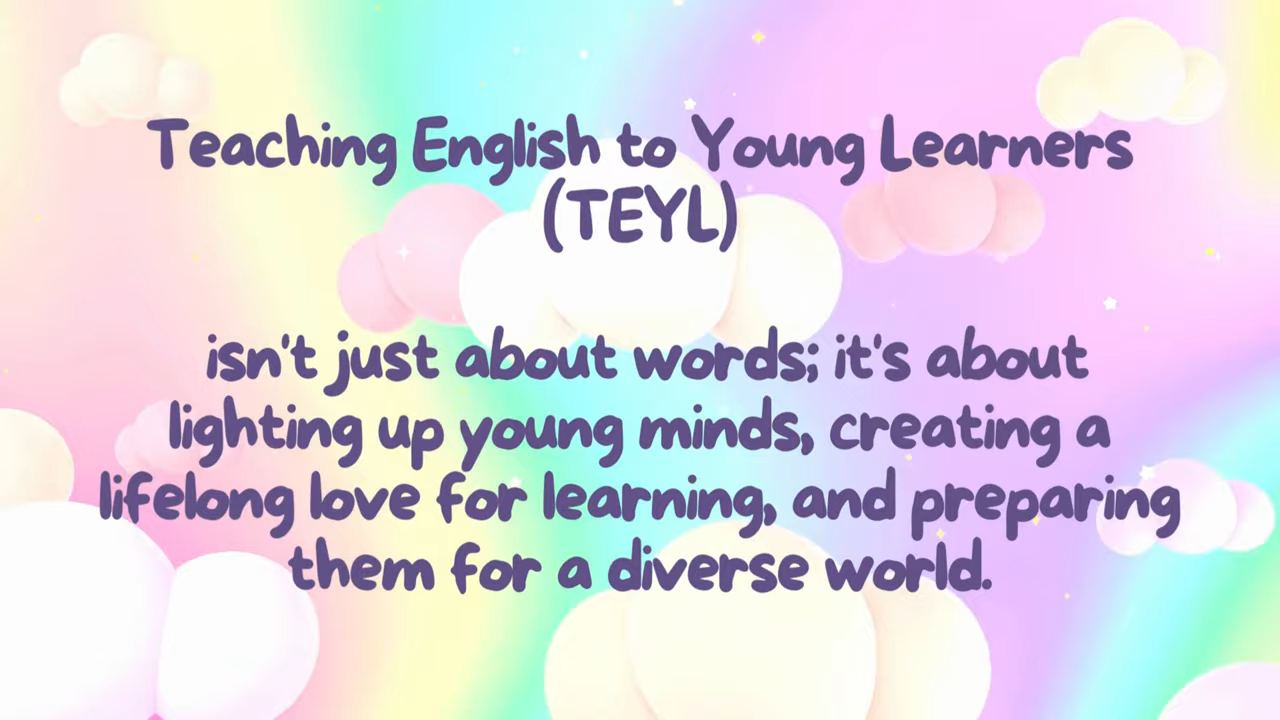 Teaching English to Young Learners
(TEYL)
isn't just about words; it's about
lighting up young minds, creating a
lifelong love for learning, and preparing
them for a diverse world.